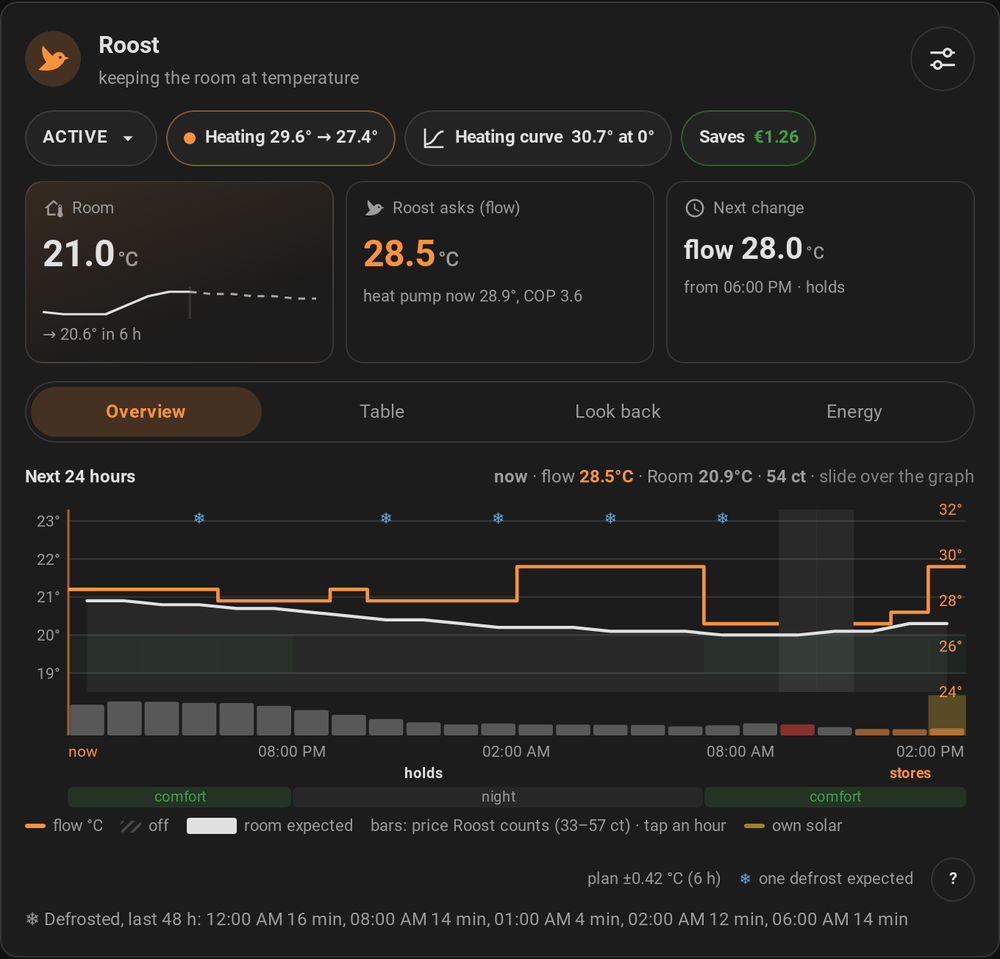 Roost
keeping the room at temperature
ACTIVE
Heating 29.6° → 27.4°
Heating curve 30.7° at 0°
Saves €1.26
Room
21.0 °C
→ 20.6° in 6 h
Roost asks (flow)
28.5 °C
heat pump now 28.9°, COP 3.6
Next change
flow 28.0 °C
from 06:00 PM · holds
Overview Table Look back Energy
Next 24 hours
now · flow 28.5°C · Room 20.9°C · 54 ct · slide over the graph
23°
22°
21°
20°
19°
32°
30°
28°
26°
24°
now 08:00 PM 02:00 AM 08:00 AM 02:00 PM
holds stores
comfort night comfort
flow °C off room expected bars: price Roost counts (33–57 ct) · tap an hour own solar
plan ±0.42 °C (6 h) ❄ one defrost expected ?
❄ Defrosted, last 48 h: 12:00 AM 16 min, 08:00 AM 14 min, 01:00 AM 4 min, 02:00 AM 12 min, 06:00 AM 14 min